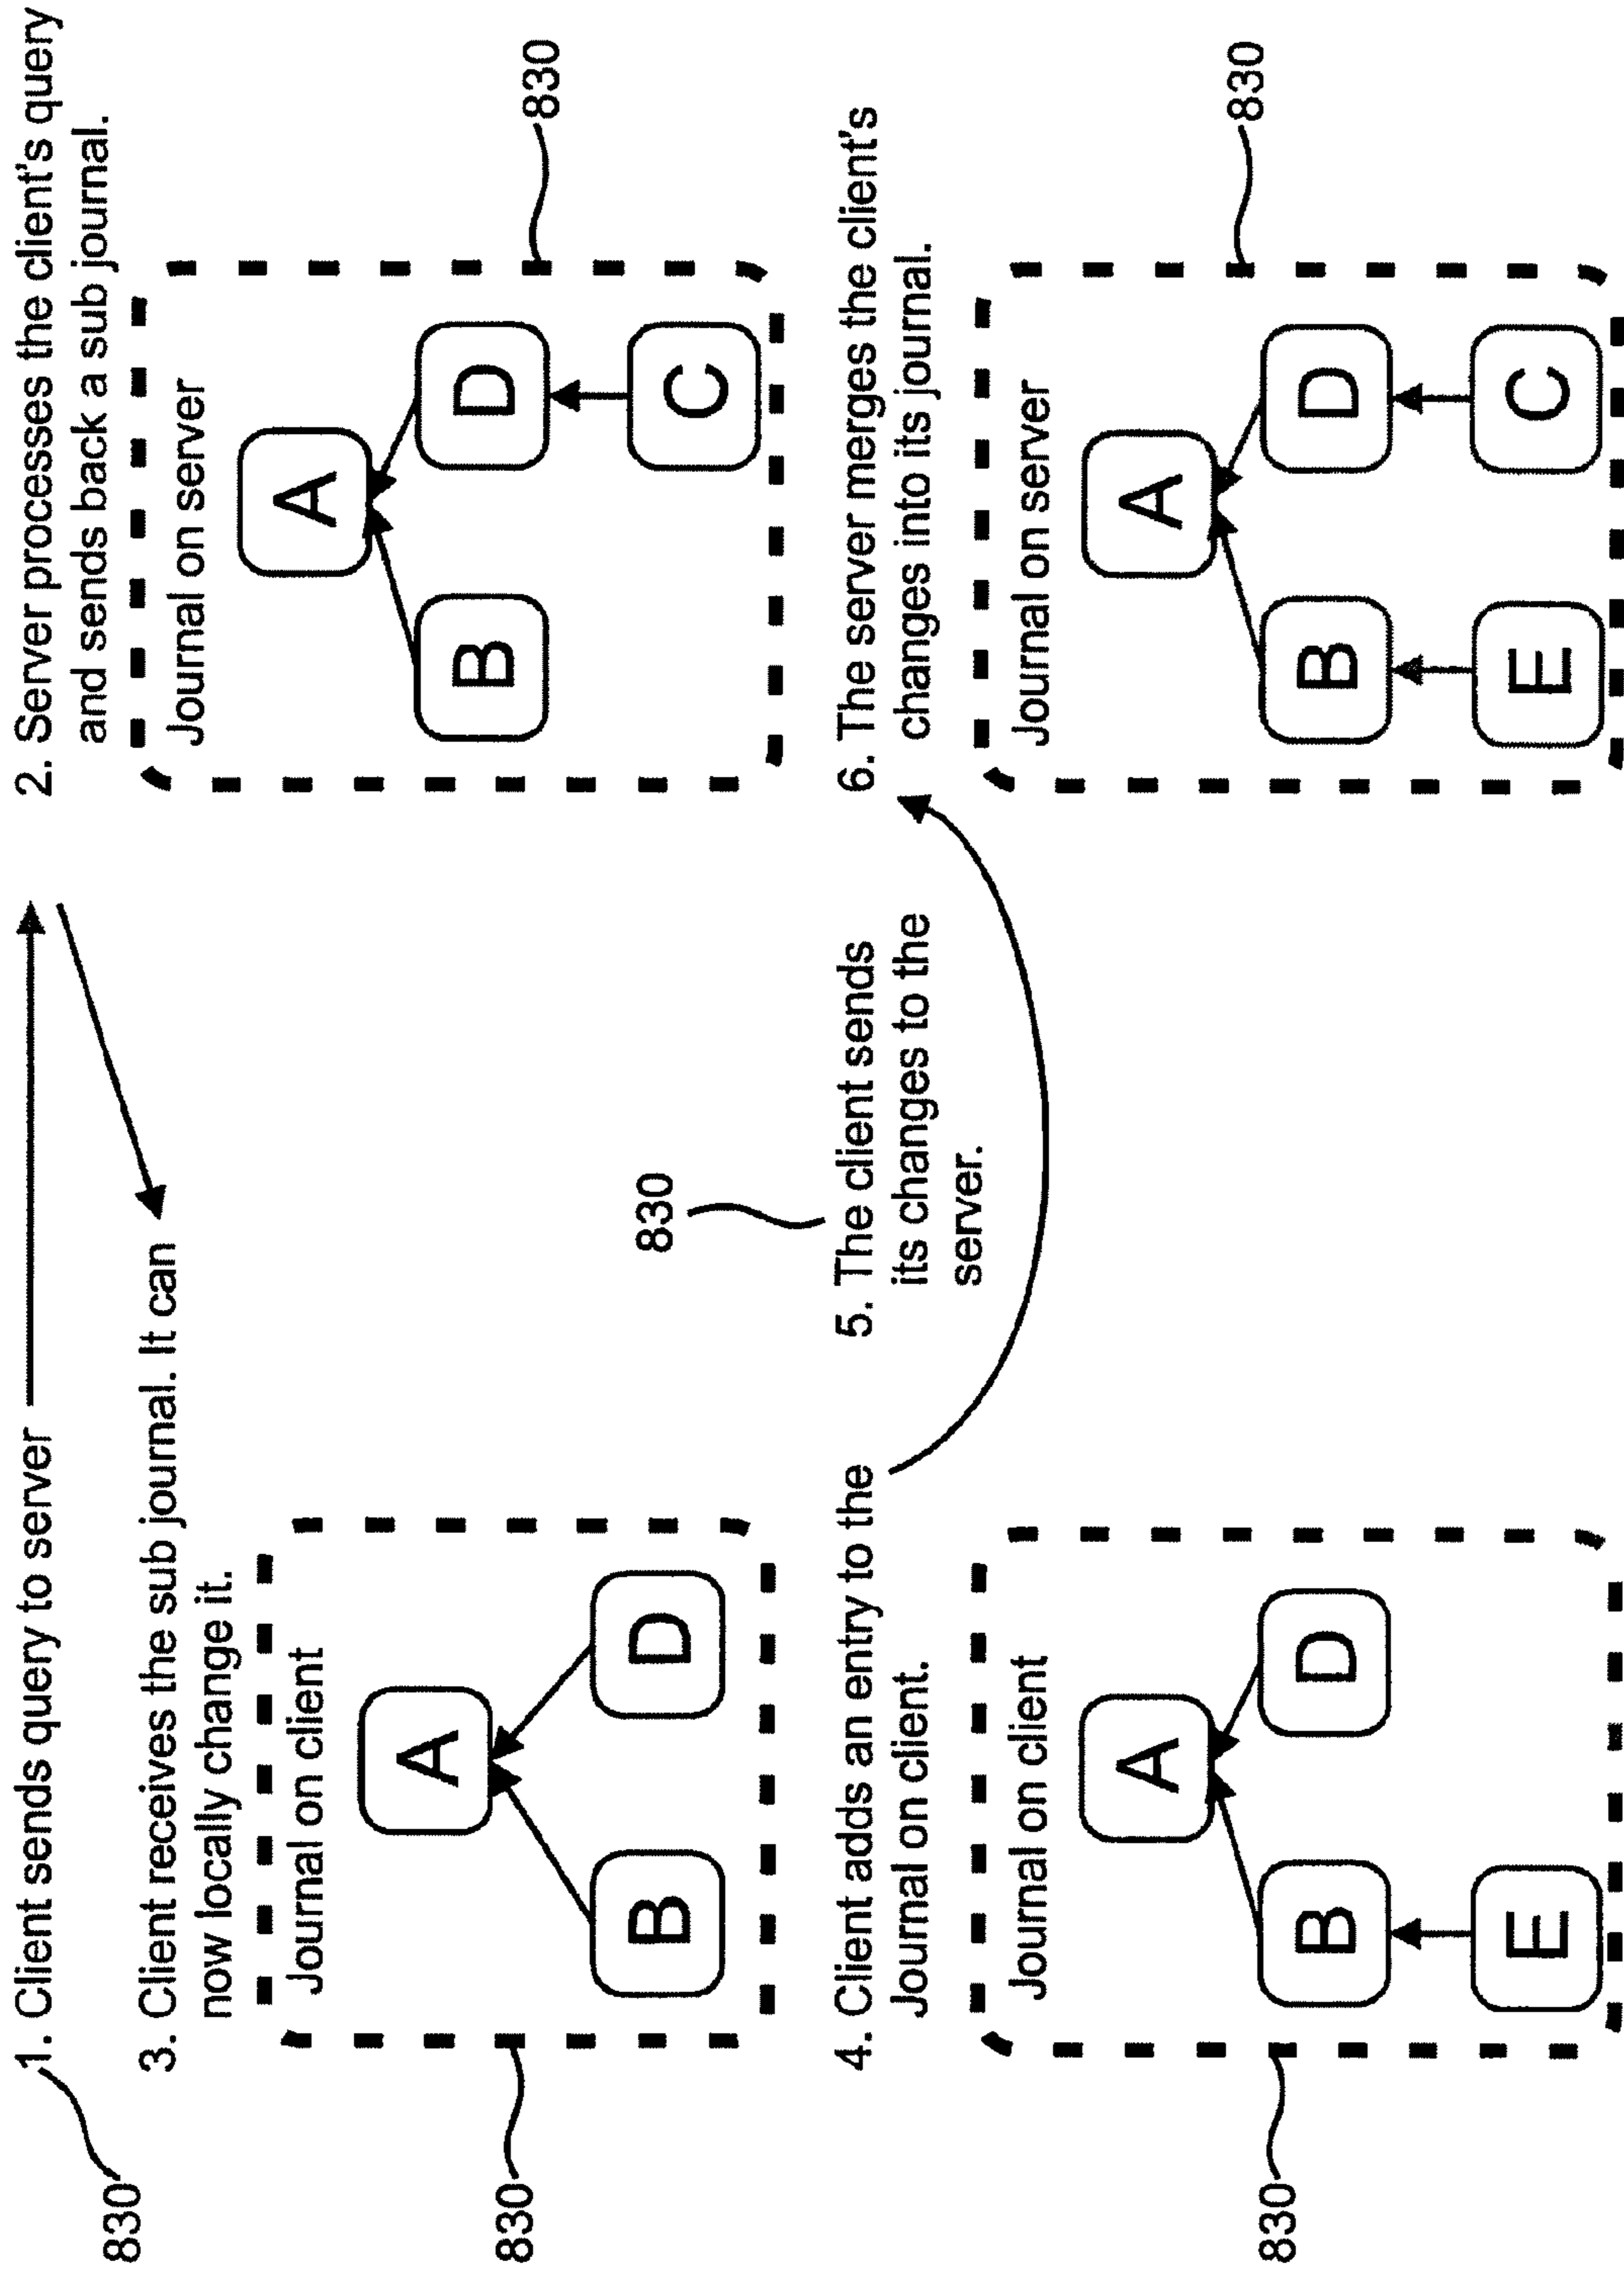 1. Client sends query to server
830
2. Server processes the client's query
and sends back a sub journal.
Journal on server
A
B
D
C
830
3. Client receives the sub journal. It can
now locally change it.
Journal on client
A
B
D
830
4. Client adds an entry to the
Journal on client.
Journal on client
A
B
D
E
830
830
5. The client sends
its changes to the
server.
6. The server merges the client's
changes into its journal.
Journal on server
A
B
D
E
C
830